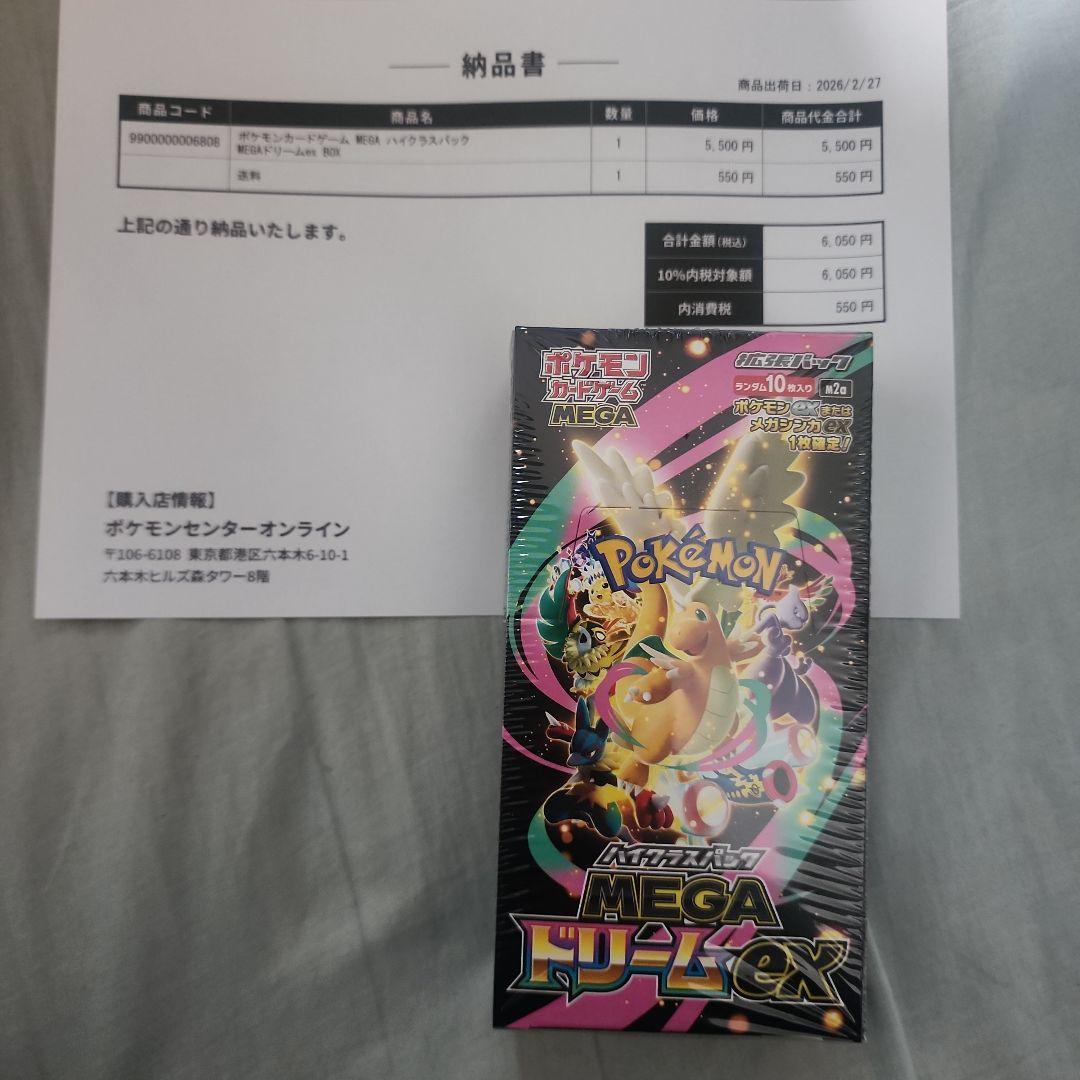 納品書
商品出荷日：2026/2/27
商品コード 商品名 数量 価格 商品代金合計
9900000006808 ポケモンカードゲーム MEGA ハイクラスパック 1 5,500 円 5,500 円
MEGAドリームex BOX
送料 1 550 円 550 円
上記の通り納品いたします。
合計金額(税込) 6,050 円
10%内税対象額 6,050 円
内消費税 550 円
【購入店情報】
ポケモンセンターオンライン
〒106-6108 東京都港区六本木6-10-1
六本木ヒルズ森タワー8階
ポケモン
カードゲーム
MEGA
拡張パック
ランダム10枚入り M2a
ポケモンexまたは
メガシンカex
1枚確定！
POKéMON
ハイクラスパック
MEGA
ドリームex